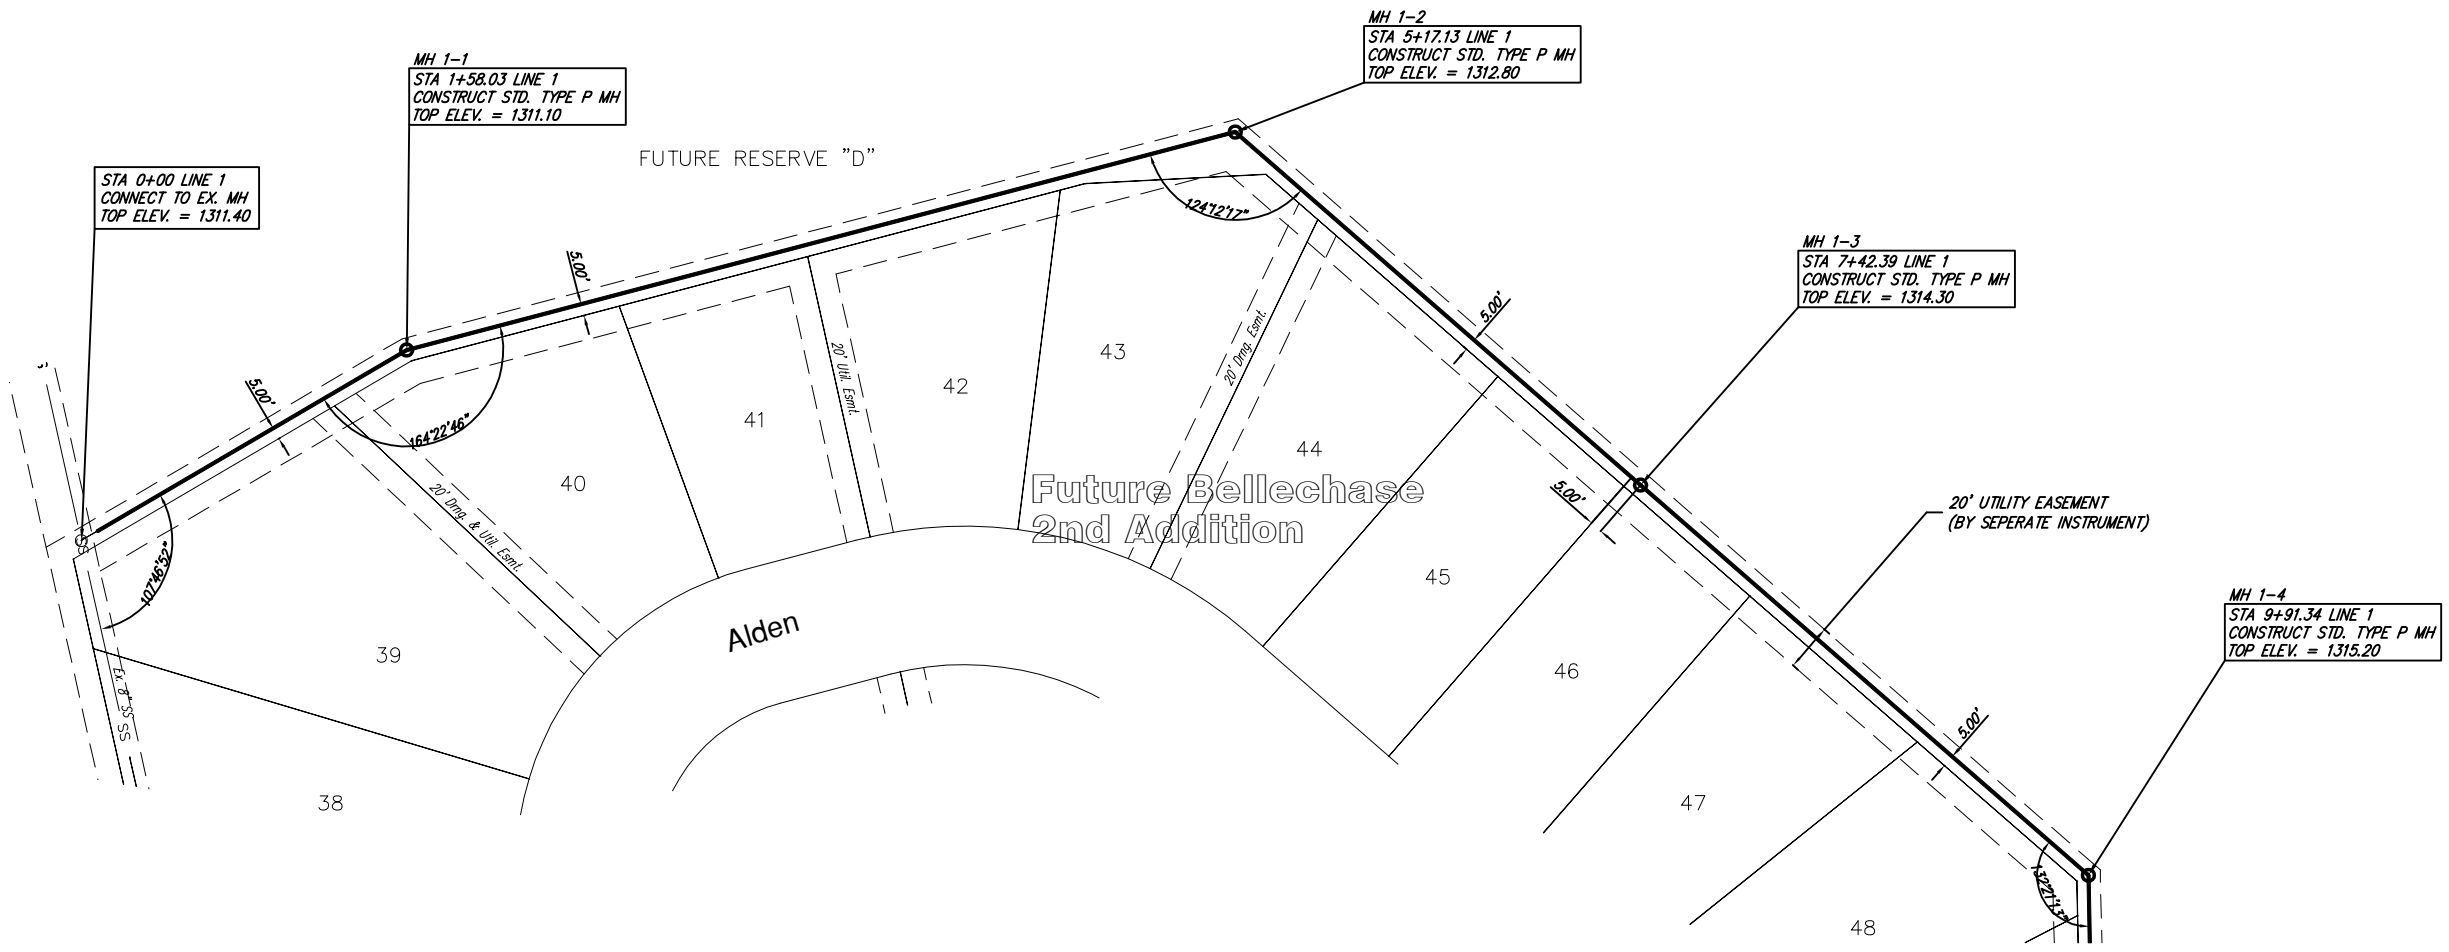 MH 1-2
STA 5+17.13 LINE 1
CONSTRUCT STD. TYPE P MH
TOP ELEV. = 1312.80
MH 1-1
STA 1+58.03 LINE 1
CONSTRUCT STD. TYPE P MH
TOP ELEV. = 1311.10
FUTURE RESERVE "D"
STA 0+00 LINE 1
CONNECT TO EX. MH
TOP ELEV. = 1311.40
124°12'17"
MH 1-3
STA 7+42.39 LINE 1
CONSTRUCT STD. TYPE P MH
TOP ELEV. = 1314.30
5.00'
5.00'
5.00'
164°22'46"
20' Util. Esmt.
20' Drng. Esmt.
43
42
41
44
40
Future Bellechase
2nd Addition
5.00'
20' Drng. & Util. Esmt.
20' UTILITY EASEMENT
(BY SEPERATE INSTRUMENT)
SS
107°46'52"
45
MH 1-4
STA 9+91.34 LINE 1
CONSTRUCT STD. TYPE P MH
TOP ELEV. = 1315.20
Alden
39
46
Ex. 8" SS
SS
5.00'
38
47
132°21'13"
48